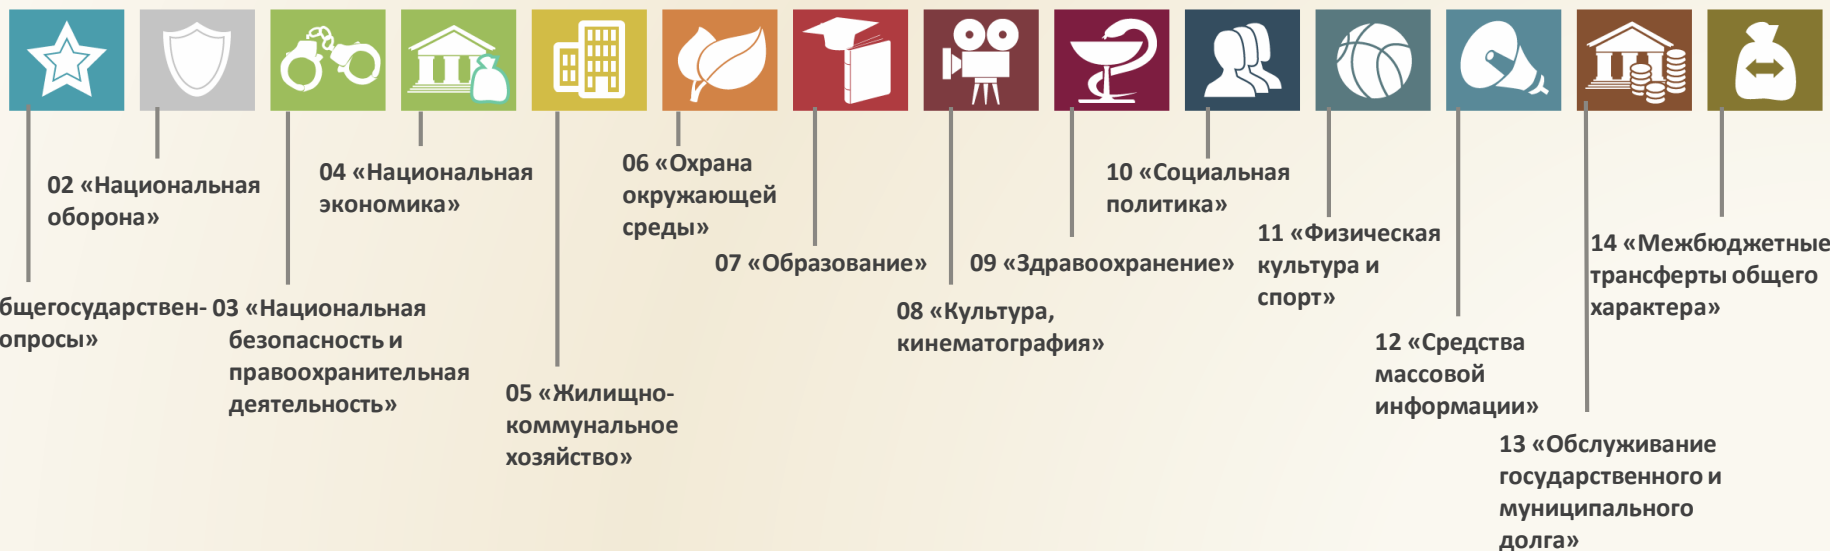 бщегосударствен-
опросы»
02 «Национальная
оборона»
03 «Национальная
безопасность и
правоохранительная
деятельность»
04 «Национальная
экономика»
05 «Жилищно-
коммунальное
хозяйство»
06 «Охрана
окружающей
среды»
07 «Образование»
08 «Культура,
кинематография»
09 «Здравоохранение»
10 «Социальная
политика»
11 «Физическая
культура и
спорт»
12 «Средства
массовой
информации»
13 «Обслуживание
государственного и
муниципального
долга»
14 «Межбюджетные
трансферты общего
характера»